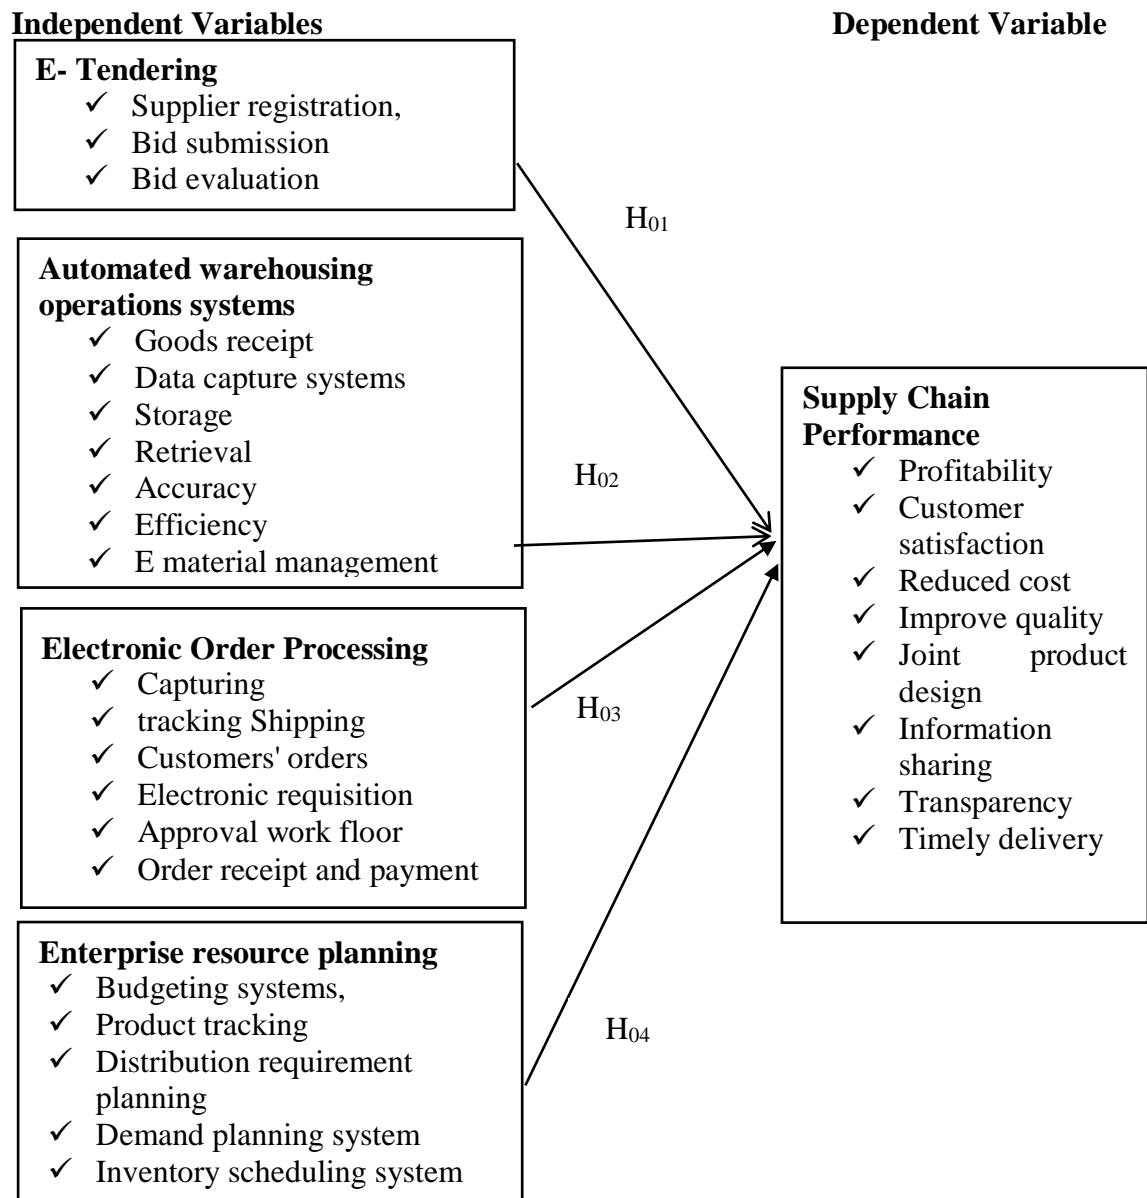 Independent Variables
Dependent Variable
E- Tendering
✓ Supplier registration,
✓ Bid submission
✓ Bid evaluation
H01
Automated warehousing
operations systems
✓ Goods receipt
✓ Data capture systems
✓ Storage
✓ Retrieval
✓ Accuracy
✓ Efficiency
✓ E material management
H02
Electronic Order Processing
✓ Capturing
✓ tracking Shipping
✓ Customers' orders
✓ Electronic requisition
✓ Approval work floor
✓ Order receipt and payment
H03
Enterprise resource planning
✓ Budgeting systems,
✓ Product tracking
✓ Distribution requirement
planning
✓ Demand planning system
✓ Inventory scheduling system
H04
Supply Chain
Performance
✓ Profitability
✓ Customer
satisfaction
✓ Reduced cost
✓ Improve quality
✓ Joint product
design
✓ Information
sharing
✓ Transparency
✓ Timely delivery